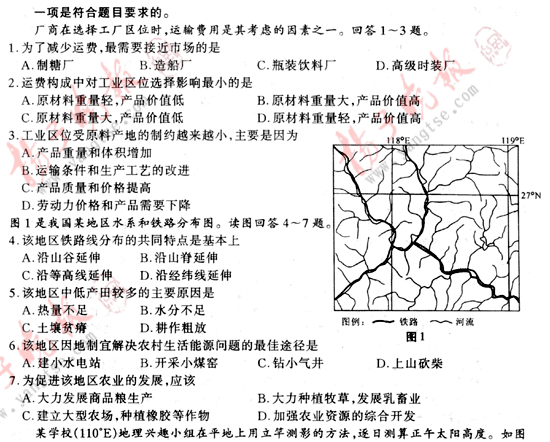 一项是符合题目要求的。
厂商在选择工厂区位时,运输费用是其考虑的因素之一。回答1~3题。
1.为了减少运费,最需要接近市场的是
A.制糖厂 B.造船厂 C.瓶装饮料厂 D.高级时装厂
2.运费构成中对工业区位选择影响最小的是
A.原材料重量轻,产品价值低 B.原材料重量大,产品价值高
C.原材料重量大,产品价值低 D.原材料重量轻,产品价值高
3.工业区位受原料产地的制约越来越小,主要是因为
A.产品重量和体积增加
B.运输条件和生产工艺的改进
C.产品质量和价格提高
D.劳动力价格和产品需要下降
图1是我国某地区水系和铁路分布图。读图回答4~7题。
4.该地区铁路线分布的共同特点是基本上
A.沿山谷延伸 B.沿山脊延伸
C.沿等高线延伸 D.沿经纬线延伸
5.该地区中低产田较多的主要原因是
A.热量不足 B.水分不足
C.土壤贫瘠 D.耕作粗放
118°E 119°E
27°N
图例: 铁路 河流
图1
6.该地区因地制宜解决农村生活能源问题的最佳途径是
A.建小水电站 B.开采小煤窑 C.钻小气井 D.上山砍柴
7.为促进该地区农业的发展,应该
A.大力发展商品粮生产 B.大力种植牧草,发展乳畜业
C.建立大型农场,种植橡胶等作物 D.加强农业资源的综合开发
某学校(110°E)地理兴趣小组在平地上用立竿测影的方法,逐日测算正午太阳高度。如图